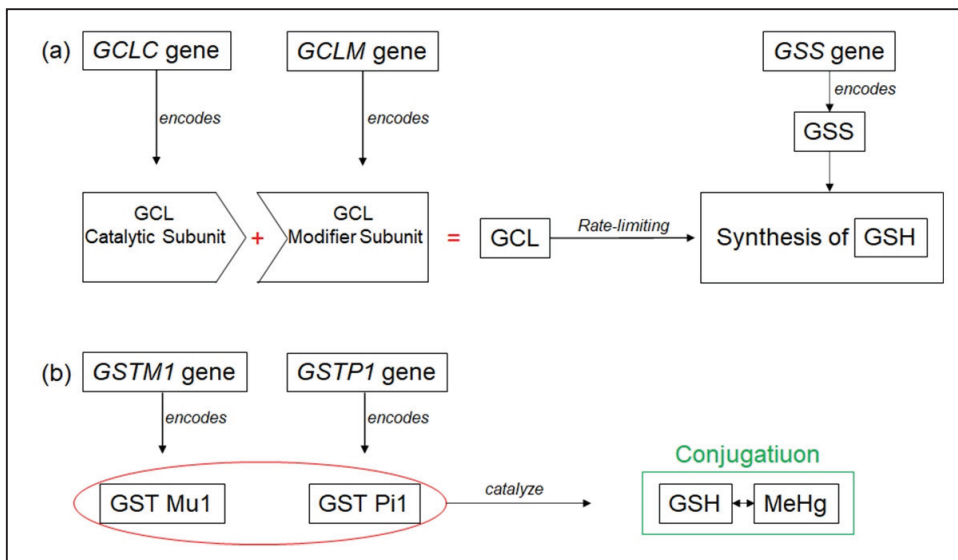 (a) GCLC gene GCLM gene GSS gene
encodes encodes encodes
GSS
GCL GCL
Catalytic Subunit + Modifier Subunit = GCL Rate-limiting Synthesis of GSH
(b) GSTM1 gene GSTP1 gene
encodes encodes
Conjugatiuon
GST Mu1 GST Pi1 catalyze GSH MeHg